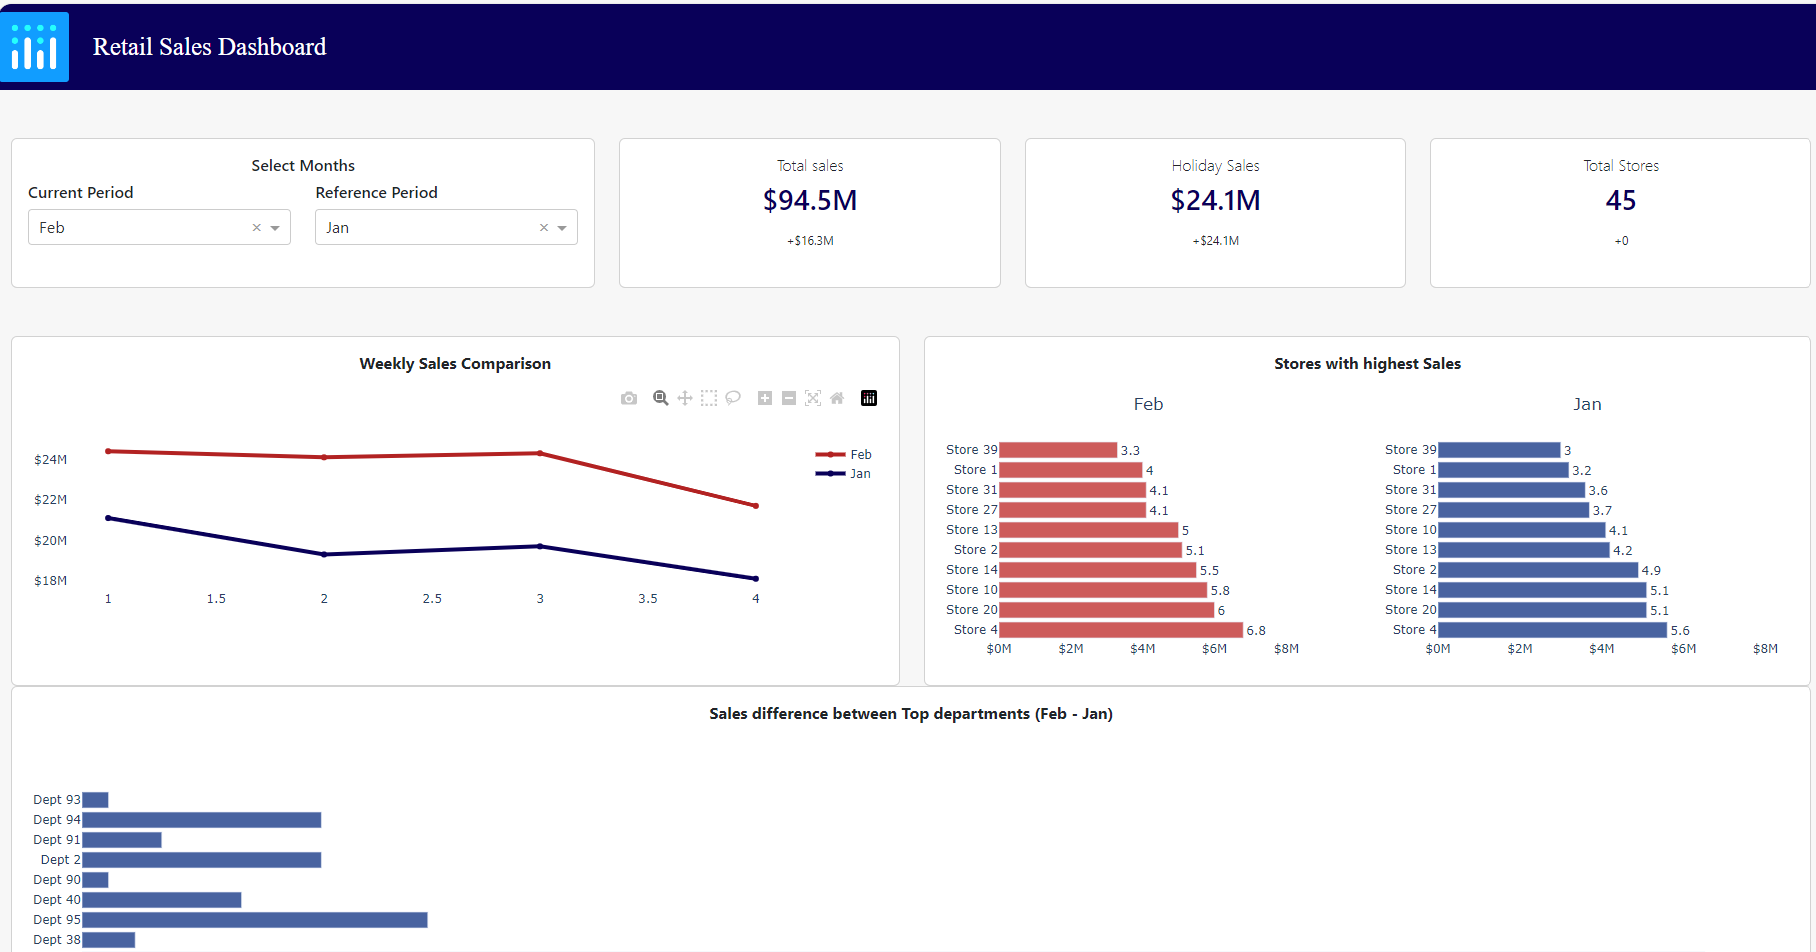 Retail Sales Dashboard
Select Months
Current Period
Reference Period
Feb
Jan
Total sales
$94.5M
+$16.3M
Holiday Sales
$24.1M
+$24.1M
Total Stores
45
+0
Weekly Sales Comparison
$24M
$22M
$20M
$18M
1 1.5 2 2.5 3 3.5 4
Feb
Jan
Stores with highest Sales
Feb
Store 39 3.3
Store 1 4
Store 31 4.1
Store 27 4.1
Store 13 5
Store 2 5.1
Store 14 5.5
Store 10 5.8
Store 20 6
Store 4 6.8
$0M $2M $4M $6M $8M
Jan
Store 39 3
Store 1 3.2
Store 31 3.6
Store 27 3.7
Store 10 4.1
Store 13 4.2
Store 2 4.9
Store 14 5.1
Store 20 5.1
Store 4 5.6
$0M $2M $4M $6M $8M
Sales difference between Top departments (Feb - Jan)
Dept 93
Dept 94
Dept 91
Dept 2
Dept 90
Dept 40
Dept 95
Dept 38